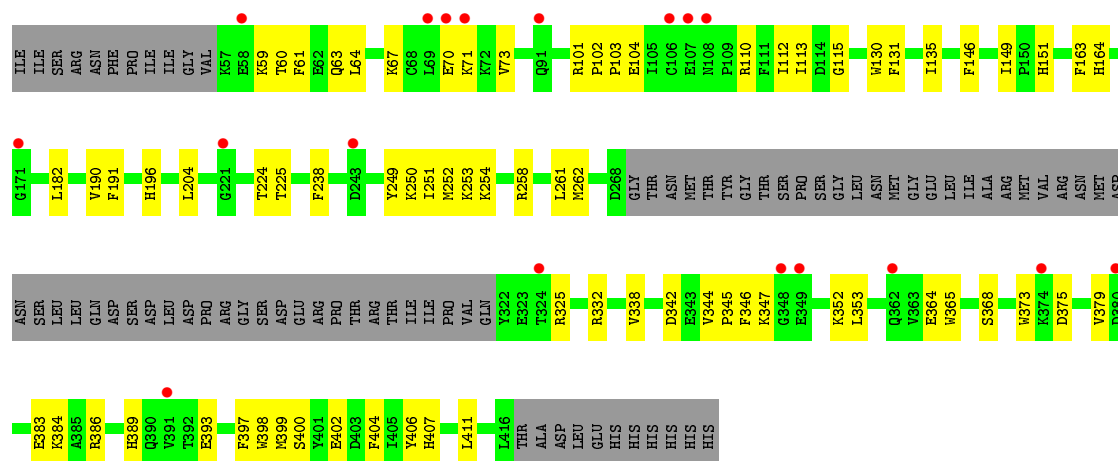 ILE ILE SER ARG ASN PHE PRO ILE ILE GLY VAL K57 E58 K59 T60 F61 E62 Q63 L64 K67 C68 L69 E70 K71 K72 V73 Q91 R101 P102 P103 E104 I105 C106 E107 N108 P109 R110 F111 I112 I113 D114 G115 W130 F131 I135 F146 I149 P150 H151 F163 H164
G171 L182 V190 F191 H196 L204 G221 T224 T225 F238 D243 Y249 K250 I251 M252 K253 K254 R258 L261 M262 D268 GLY THR ASN MET THR TYR GLY THR SER PRO SER GLY LEU ASN MET GLY GLU LEU ILE ALA ARG MET VAL ARG ASN MET ASP
ASN SER LEU LEU GLN ASP SER ASP LEU ASP PRO ARG GLY SER ASP GLU ARG PRO THR ARG THR ILE ILE PRO VAL GLN Y322 E323 T324 R325 R332 V338 D342 E343 V344 P345 F346 K347 G348 E349 K352 L353 Q362 V363 E364 W365 S368 W373 K374 D375 V379 D380
E383 K384 A385 R386 H389 Q390 V391 T392 E393 F397 W398 M399 S400 Y401 E402 D403 F404 I405 Y406 H407 L411 L416 THR ALA ASP LEU GLU HIS HIS HIS HIS HIS HIS